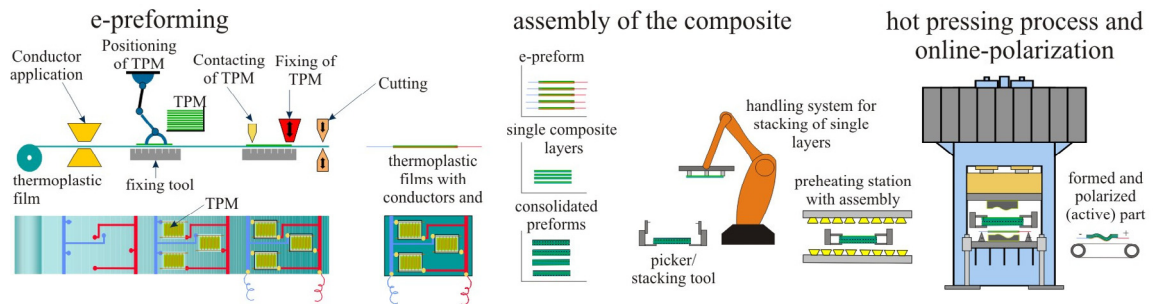 e-preforming
Conductor
application
Positioning
of TPM
TPM
Contacting
of TPM
Fixing of
TPM
Cutting
thermoplastic
film
fixing tool
TPM
thermoplastic
films with
conductors and
assembly of the composite
e-preform
single composite
layers
consolidated
preforms
handling system for
stacking of single
layers
picker/
stacking tool
preheating station
with assembly
hot pressing process and
online-polarization
formed and
polarized
(active) part
- +